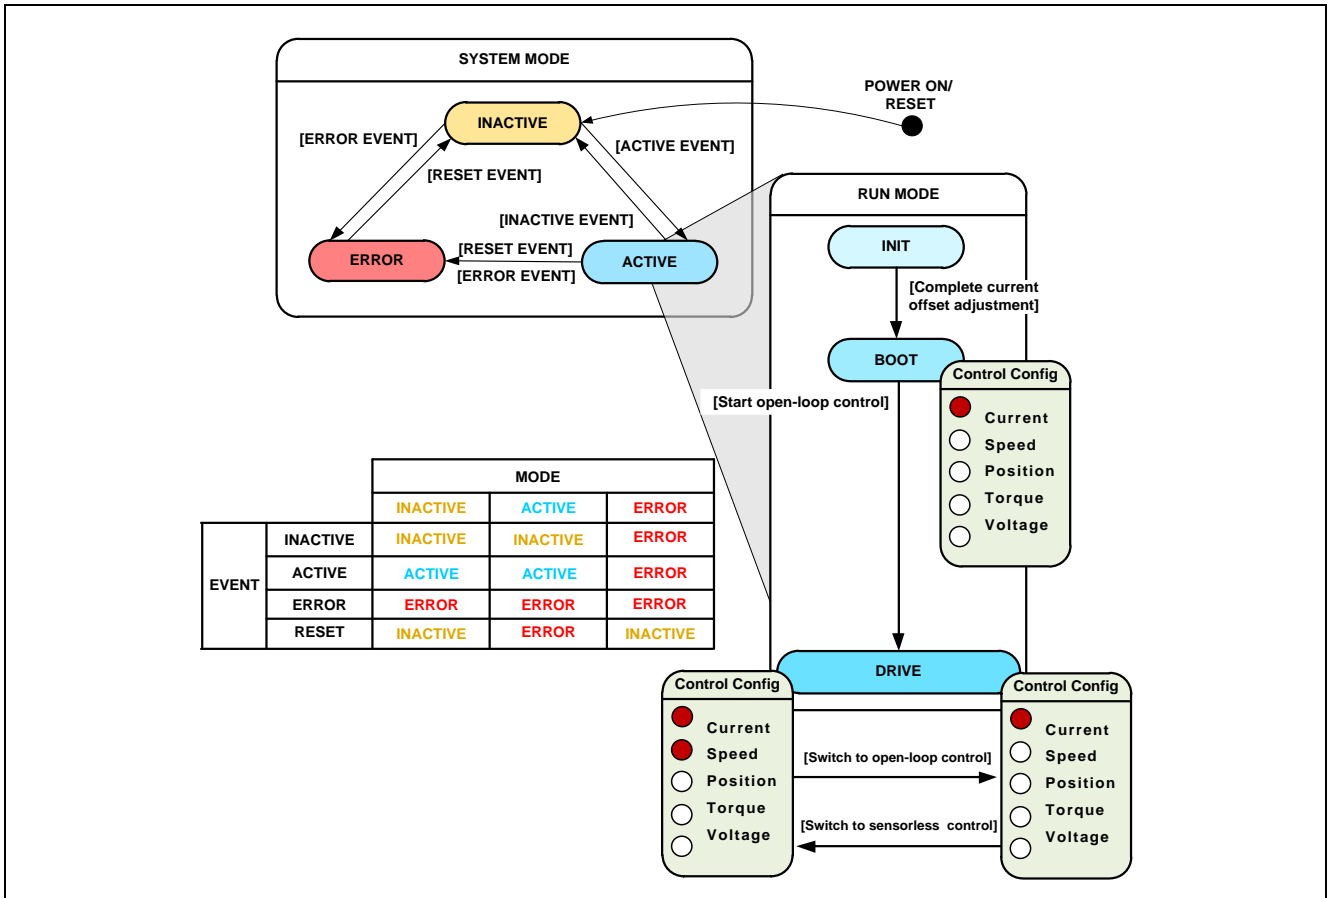 SYSTEM MODE
POWER ON/
RESET
INACTIVE
[ERROR EVENT]
[ACTIVE EVENT]
[RESET EVENT]
[INACTIVE EVENT]
ERROR
[RESET EVENT]
[ERROR EVENT]
ACTIVE
RUN MODE
INIT
[Complete current
offset adjustment]
BOOT
Control Config
Current
Speed
Position
Torque
Voltage
[Start open-loop control]
MODE
INACTIVE ACTIVE ERROR
EVENT
INACTIVE INACTIVE INACTIVE ERROR
ACTIVE ACTIVE ACTIVE ERROR
ERROR ERROR ERROR ERROR
RESET INACTIVE ERROR INACTIVE
DRIVE
Control Config
Current
Speed
Position
Torque
Voltage
[Switch to open-loop control]
[Switch to sensorless control]
Control Config
Current
Speed
Position
Torque
Voltage